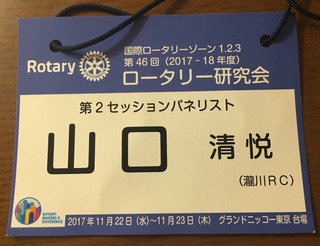 Rotary
国際ロータリーゾーン 1.2.3
第46回(2017-18年度)
ロータリー研究会
第2セッションパネリスト
山口 清悦
(瀧川RC)
ROTARY:
MAKING A
DIFFERENCE
2017年11月22日(水)~11月23日(木) グランドニッコー東京 台場